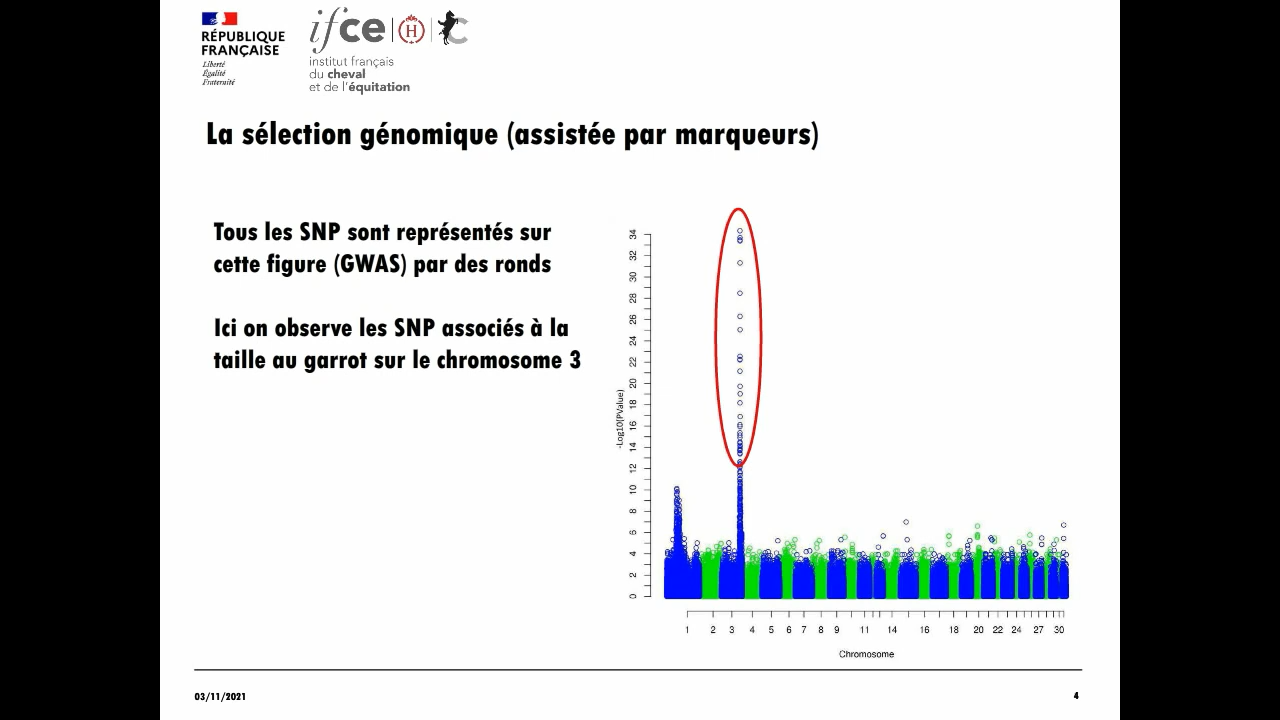 RÉPUBLIQUE
FRANÇAISE
Liberté
Égalité
Fraternité
ifce
H
institut français
du cheval
et de l'équitation
La sélection génomique (assistée par marqueurs)
Tous les SNP sont représentés sur
cette figure (GWAS) par des ronds
Ici on observe les SNP associés à la
taille au garrot sur le chromosome 3
-Log10(PValue)
34
32
30
28
26
24
22
20
18
16
14
12
10
8
6
4
2
0
1 2 3 4 5 6 7 8 9 11 14 16 18 20 22 24 27 30
Chromosome
03/11/2021
4